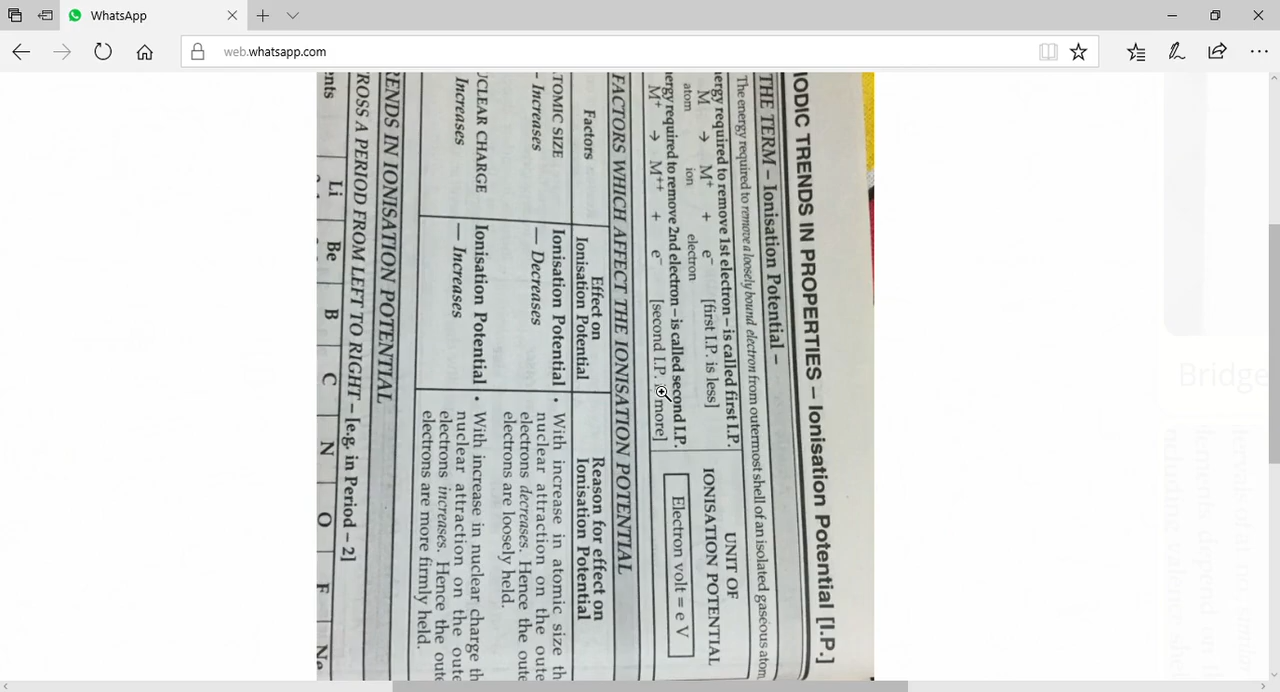 WhatsApp
web.whatsapp.com
IODIC TRENDS IN PROPERTIES – Ionisation Potential [I.P.]
THE TERM – Ionisation Potential –
The energy required to remove a loosely bound electron from outermost shell of an isolated gaseous atom
nergy required to remove 1st electron – is called first I.P.
M → M⁺ + e⁻ [first I.P. is less]
atom ion electron
nergy required to remove 2nd electron – is called second I.P.
M⁺ → M⁺⁺ + e⁻ [second I.P. more]
UNIT OF
IONISATION POTENTIAL
Electron volt = e V
FACTORS WHICH AFFECT THE IONISATION POTENTIAL
Factors
Effect on
Ionisation Potential
Reason for effect on
Ionisation Potential
TOMIC SIZE
– Increases
Ionisation Potential
– Decreases
• With increase in atomic size th
nuclear attraction on the oute
electrons decreases. Hence the oute
electrons are loosely held.
UCLEAR CHARGE
Increases
Ionisation Potential
– Increases
• With increase in nuclear charge th
nuclear attraction on the oute
electrons increases. Hence the oute
electrons are more firmly held.
RENDS IN IONISATION POTENTIAL
ROSS A PERIOD FROM LEFT TO RIGHT – [e.g. in Period – 2]
ents Li Be B C N O F Ne
Bridge